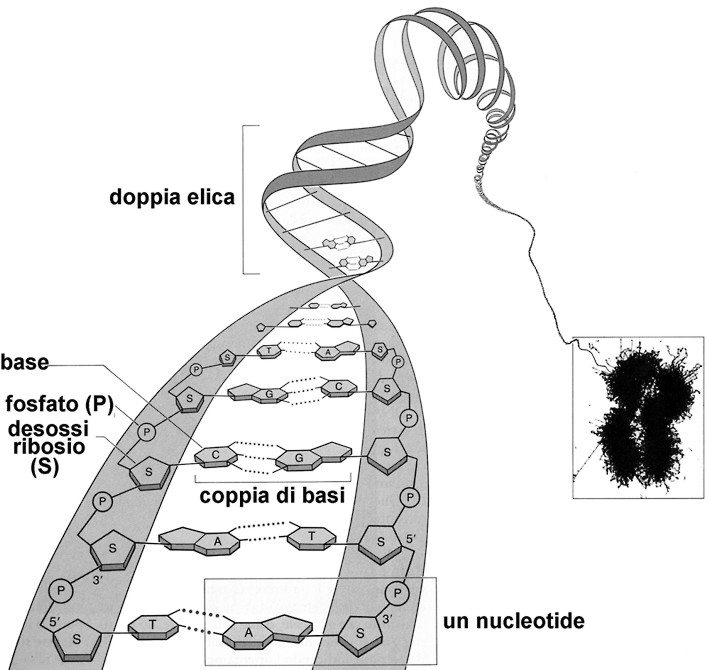 doppia elica
base
fosfato (P)
desossi
ribosio
(S)
P S T A S P
S G C S
P P
S C G S
coppia di basi
P P
S A T S 5'
3'
P P
5' 3'
S T A S
un nucleotide